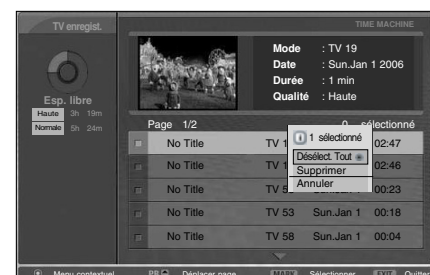 TV enregist.
TIME MACHINE
Mode : TV 19
Date : Sun.Jan 1 2006
Durée : 1 min
Qualité : Haute
Esp. libre
Haute 3h 19m
Normale 5h 24m
Page 1/2 0 sélectionné
1 sélectionné
Désélect. Tout
Supprimer
Annuler
No Title TV 1 02:47
No Title TV 1 02:46
No Title TV 5 00:23
No Title TV 53 Sun.Jan 1 00:18
No Title TV 58 Sun.Jan 1 00:04
Menu contextuel PR Déplacer page MARK Sélectionner EXIT Quitter